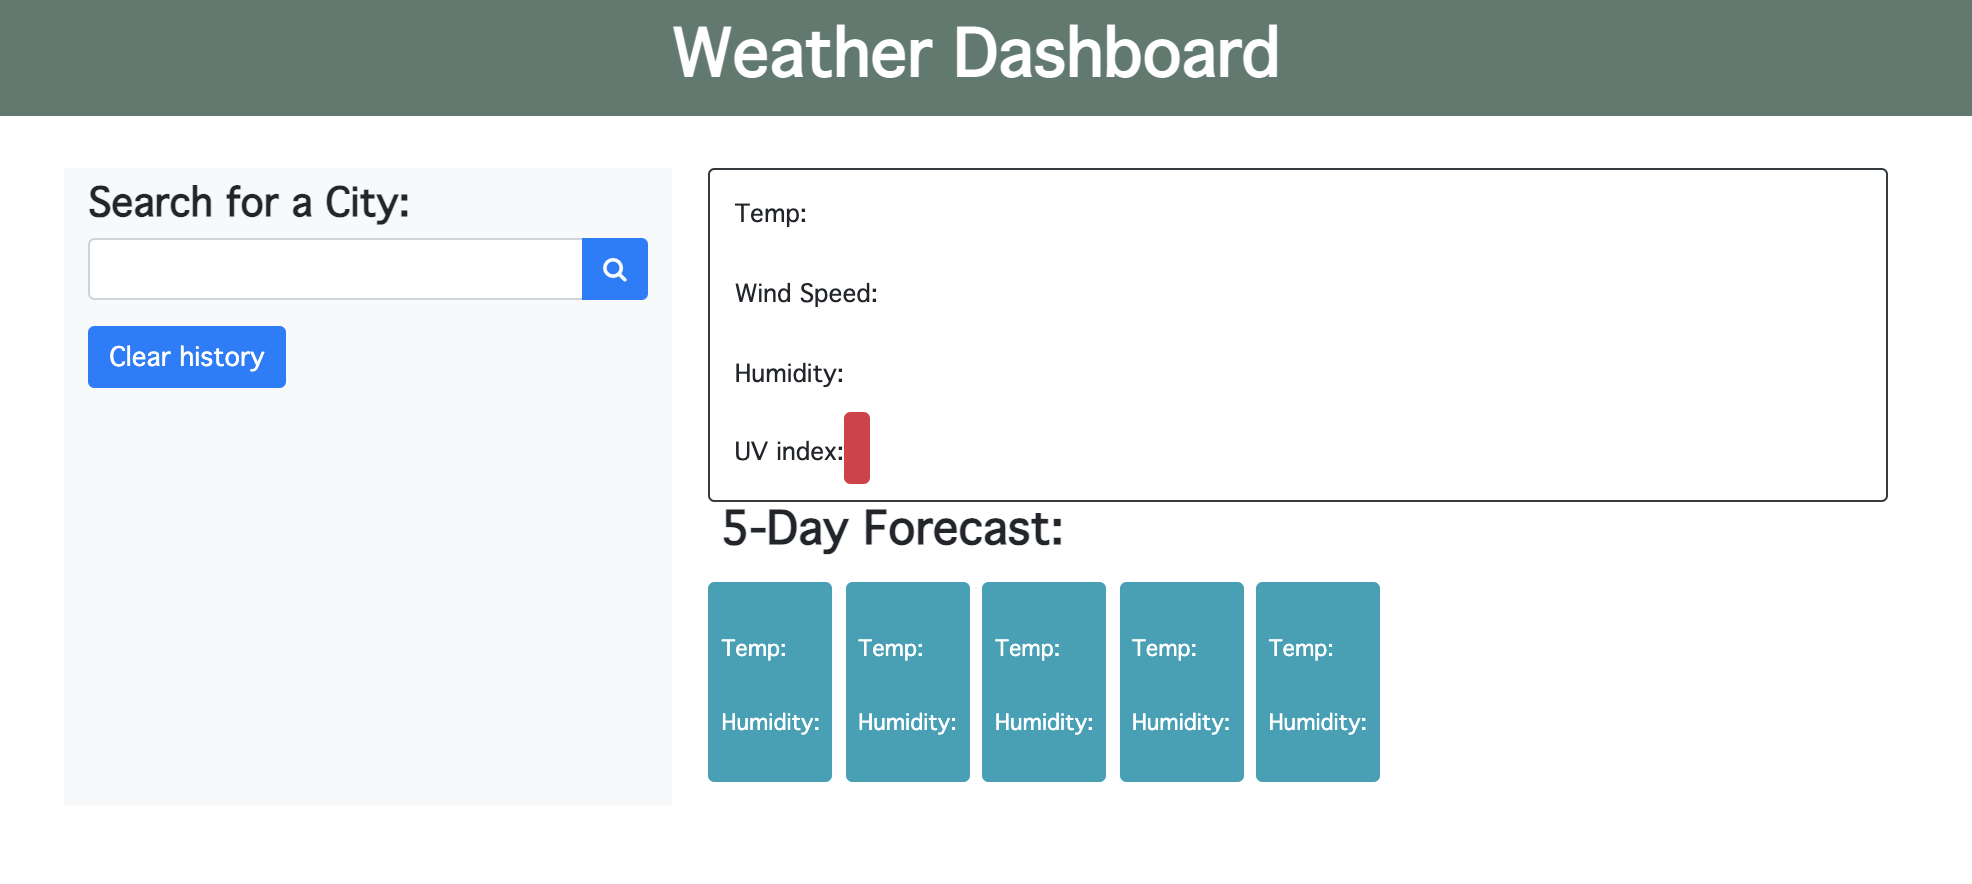 Weather Dashboard
Search for a City:
Clear history
Temp:
Wind Speed:
Humidity:
UV index:
5-Day Forecast:
Temp:
Humidity:
Temp:
Humidity:
Temp:
Humidity:
Temp:
Humidity:
Temp:
Humidity: